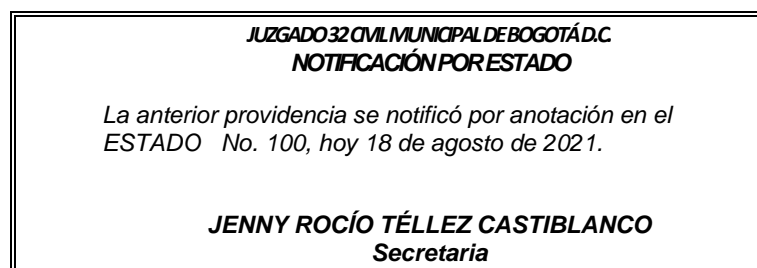 JUZGADO 32 CIVIL MUNICIPAL DE BOGOTÁ D.C.
NOTIFICACIÓN POR ESTADO
La anterior providencia se notificó por anotación en el
ESTADO No. 100, hoy 18 de agosto de 2021.
JENNY ROCÍO TÉLLEZ CASTIBLANCO
Secretaria